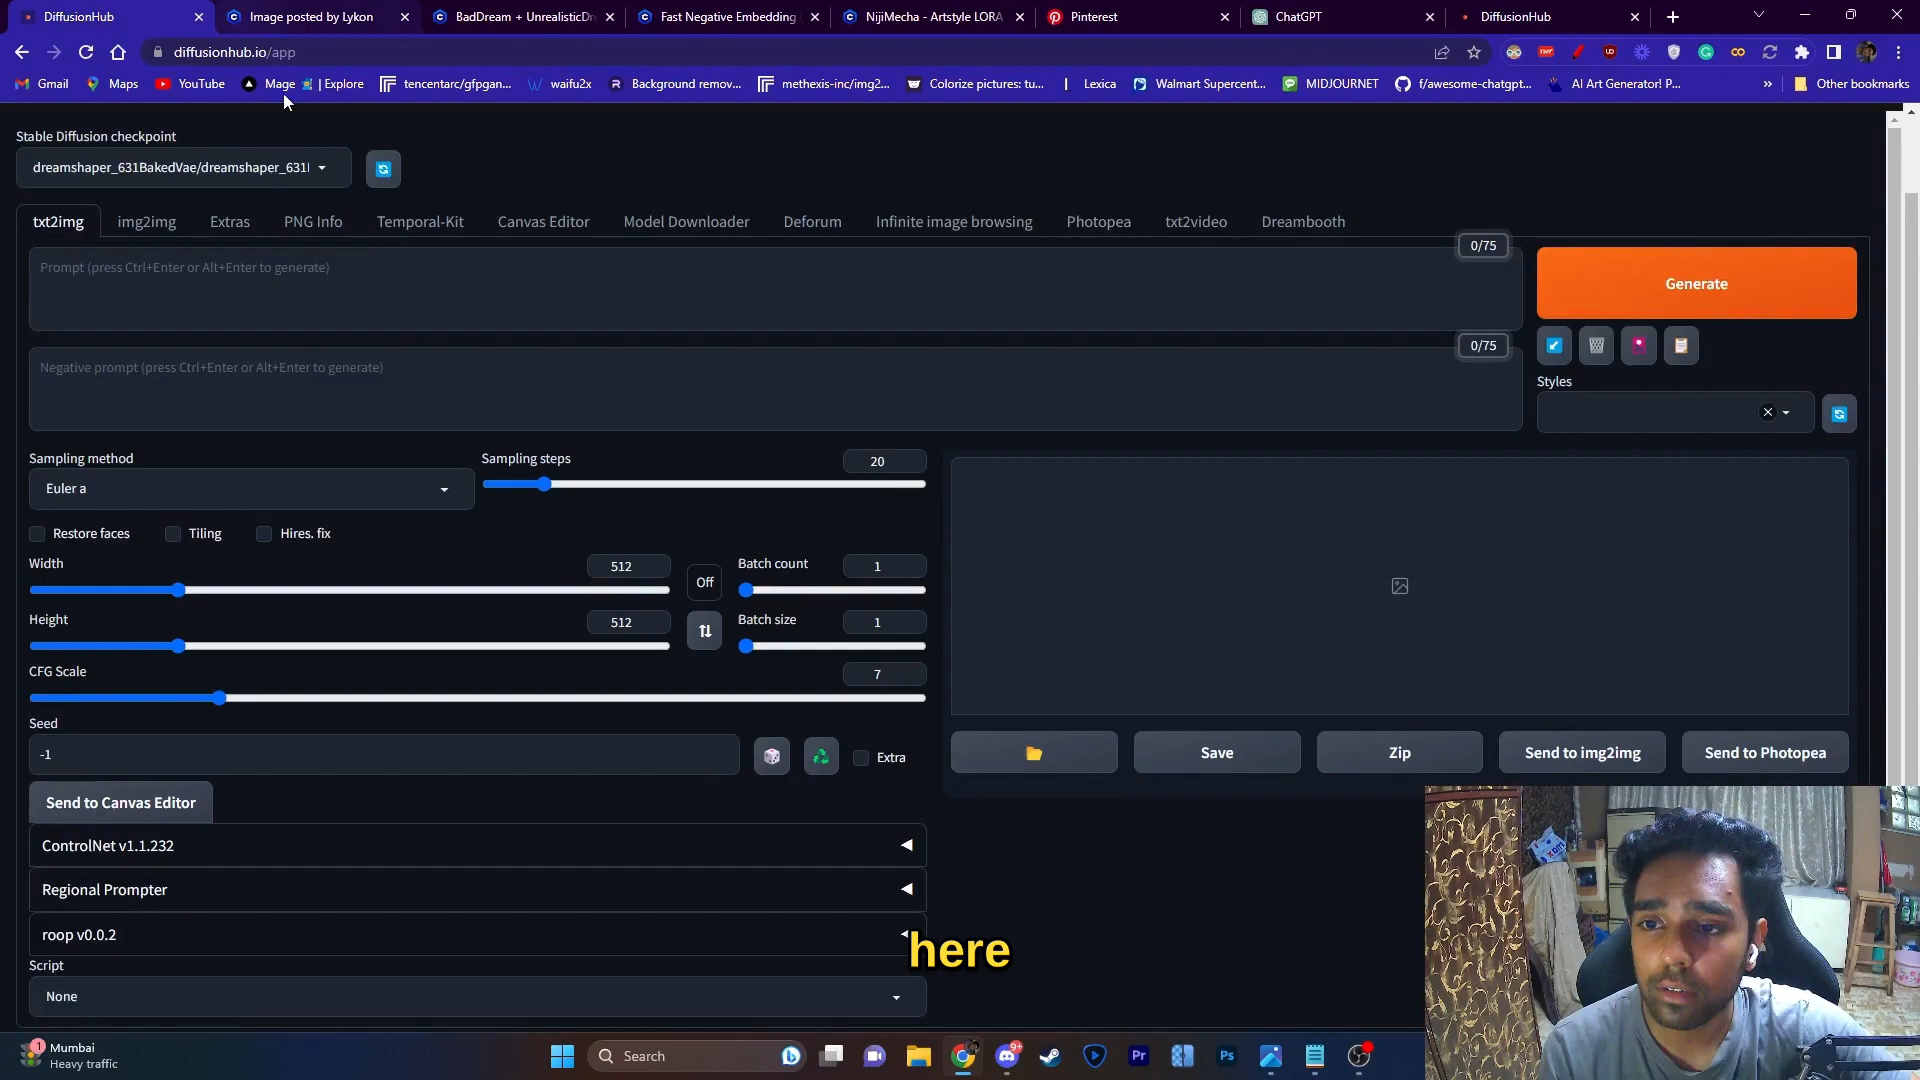 DiffusionHub
Image posted by Lykon
BadDream + UnrealisticDr
Fast Negative Embedding
NijiMecha - Artstyle LORA
Pinterest
ChatGPT
DiffusionHub
diffusionhub.io/app
Gmail
Maps
YouTube
Mage
| Explore
tencentarc/gfpgan...
waifu2x
Background remov...
methexis-inc/img2...
Colorize pictures: tu...
Lexica
Walmart Supercent...
MIDJOURNET
f/awesome-chatgpt...
AI Art Generator! P...
»
Other bookmarks
Stable Diffusion checkpoint
dreamshaper_631BakedVae/dreamshaper_631
txt2img
img2img
Extras
PNG Info
Temporal-Kit
Canvas Editor
Model Downloader
Deforum
Infinite image browsing
Photopea
txt2video
Dreambooth
Prompt (press Ctrl+Enter or Alt+Enter to generate)
0/75
Generate
Negative prompt (press Ctrl+Enter or Alt+Enter to generate)
0/75
Styles
Sampling method
Euler a
Sampling steps
20
Restore faces
Tiling
Hires. fix
Width
512
Off
Batch count
1
Height
512
Batch size
1
CFG Scale
7
Seed
-1
Extra
Save
Zip
Send to img2img
Send to Photopea
Send to Canvas Editor
ControlNet v1.1.232
Regional Prompter
roop v0.0.2
here
Script
None
1
Mumbai
Heavy traffic
Search
9+
Pr
Ps